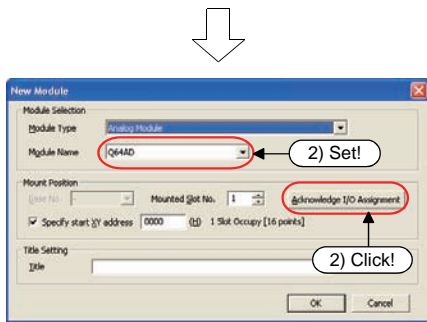 New Module
Module Selection
Module Type Analog Module
Module Name Q64AD
2) Set!
Mount Position
Base No. Mounted Slot No. 1 Acknowledge I/O Assignment
Specify start XY address 0000 (H) 1 Slot Occupy [16 points]
2) Click!
Title Setting
Title
OK Cancel